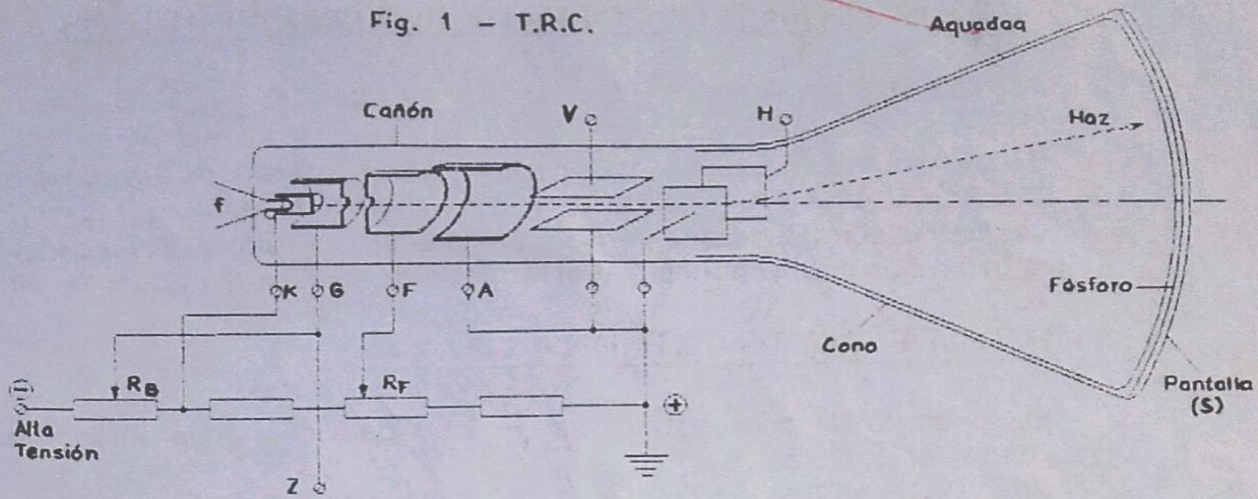 Fig. 1 – T.R.C.
Aquadaq
Cañón
V
H
Haz
f
K G F A
Fósforo
Cono
R_B
R_F
Pantalla
(S)
⊖
⊕
Alta
Tensión
Z